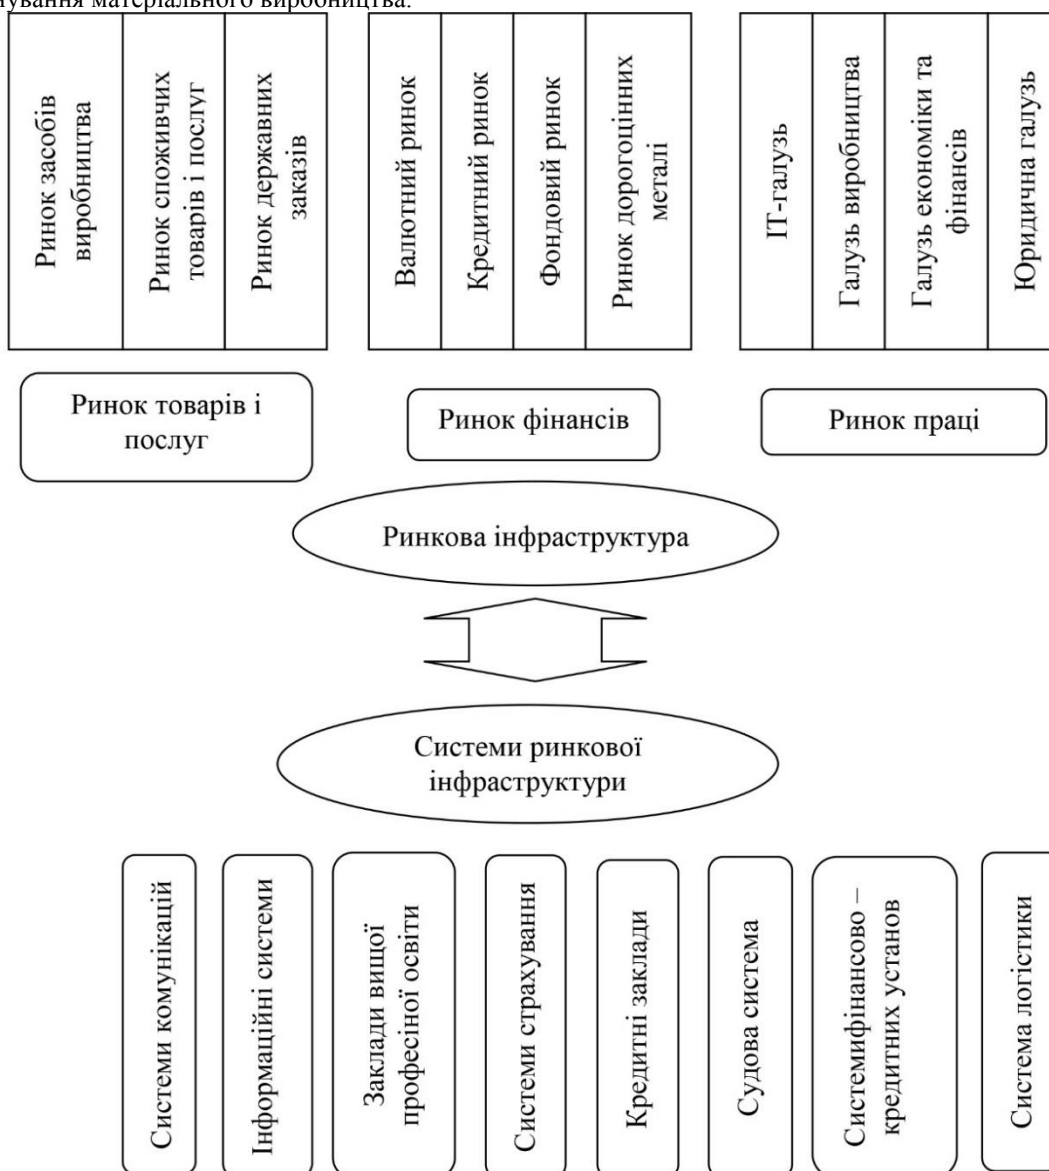 ування матеріального виробництва.
Ринок засобів
виробництва
Ринок споживчих
товарів і послуг
Ринок державних
заказів
Валютний ринок
Кредитний ринок
Фондовий ринок
Ринок дорогоцінних
металі
ІТ-галузь
Галузь виробництва
Галузь економіки та
фінансів
Юридична галузь
Ринок товарів і
послуг
Ринок фінансів
Ринок праці
Ринкова інфраструктура
Системи ринкової
інфраструктури
Системи комунікацій
Інформаційні системи
Заклади вищої
професіної освіти
Системи страхування
Кредитні заклади
Судова система
Системифінансово –
кредитних установ
Система логістики